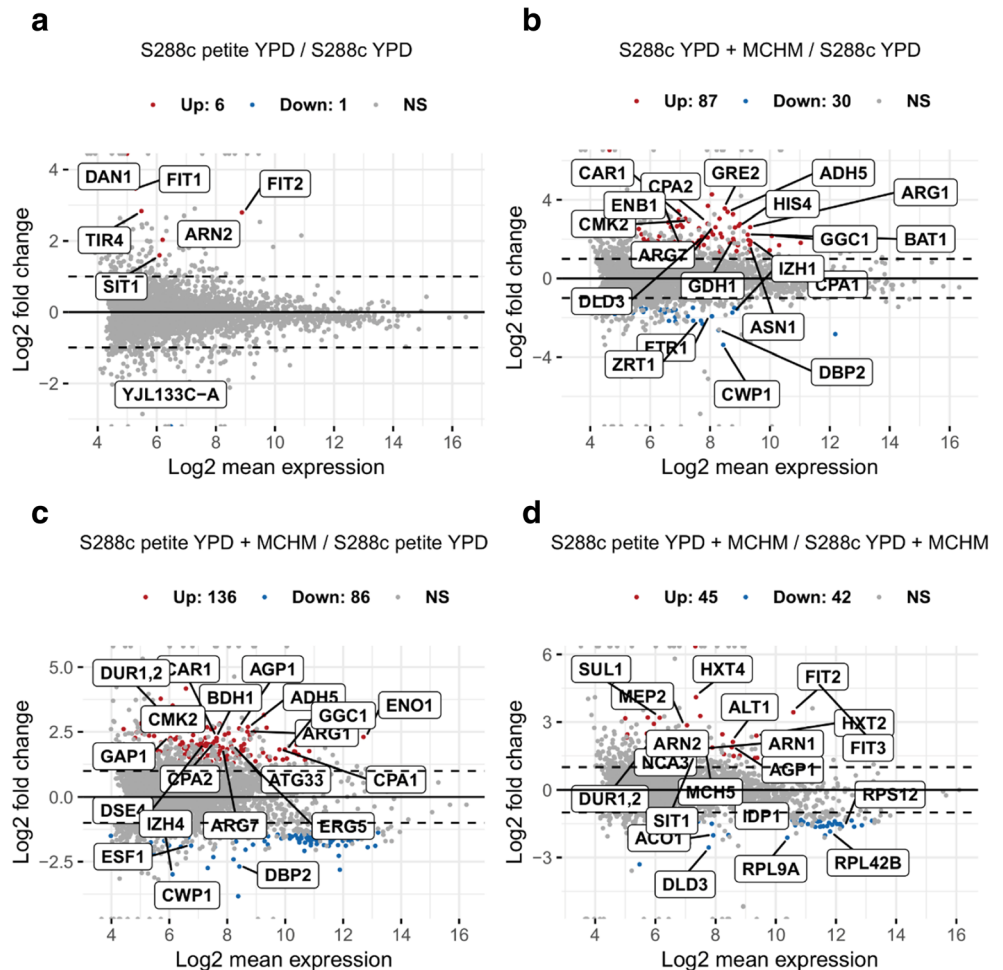 a
S288c petite YPD / S288c YPD
Up: 6 Down: 1 NS
4
2
0
−2
Log2 fold change
DAN1
FIT1
FIT2
TIR4
ARN2
SIT1
YJL133C−A
4 6 8 10 12 14 16
Log2 mean expression
b
S288c YPD + MCHM / S288c YPD
Up: 87 Down: 30 NS
4
0
−4
Log2 fold change
CAR1
CPA2
GRE2
ADH5
ARG1
ENB1
HIS4
CMK2
GGC1
BAT1
ARG7
IZH1
GDH1
CPA1
DLD3
ASN1
FTR1
ZRT1
DBP2
CWP1
4 6 8 10 12 14 16
Log2 mean expression
c
S288c petite YPD + MCHM / S288c petite YPD
Up: 136 Down: 86 NS
5.0
2.5
0.0
−2.5
Log2 fold change
DUR1,2
CAR1
AGP1
BDH1
ADH5
ENO1
CMK2
GGC1
ARG1
GAP1
CPA2
ATG33
CPA1
DSE4
IZH4
ARG7
ERG5
ESF1
DBP2
CWP1
4 6 8 10 12 14 16
Log2 mean expression
d
S288c petite YPD + MCHM / S288c YPD + MCHM
Up: 45 Down: 42 NS
6
3
0
−3
Log2 fold change
SUL1
HXT4
FIT2
MEP2
ALT1
HXT2
ARN2
ARN1
FIT3
NCA3
AGP1
DUR1,2
MCH5
RPS12
SIT1
IDP1
ACO1
RPL9A
RPL42B
DLD3
4 6 8 10 12 14 16
Log2 mean expression